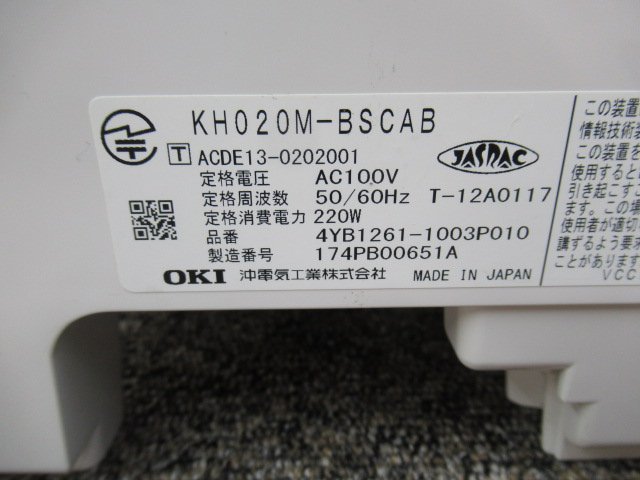 KH020M-BSCAB
T ACDE13-0202001
JASRAC
定格電圧 AC100V
定格周波数 50/60Hz T-12A0117
定格消費電力 220W
品番 4YB1261-1003P010
製造番号 174PB00651A
OKI 沖電気工業株式会社 MADE IN JAPAN
この装置
情報技術
この装置を
使用すると
引き起こす
ます。この場
使用者が適切
講ずるよう要
ことがあります
VCC